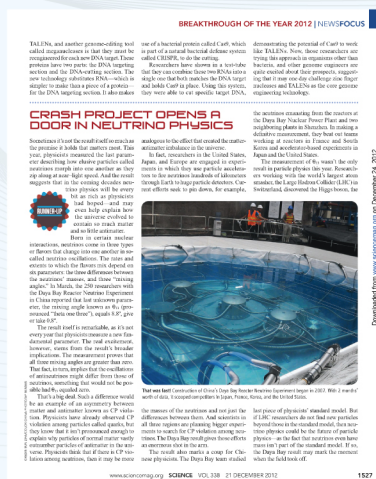 BREAKTHROUGH OF THE YEAR 2012 | NEWSFOCUS
TALENs, and another genome-editing tool
called meganucleases is that they must be
reengineered for each new DNA target. These
proteins have two parts: the DNA targeting
section and the DNA-cutting section. The
new technology substitutes RNA—which is
simpler to make than a piece of a protein—
for the DNA targeting section. It also makes
use of a bacterial protein called Cas9, which
is part of a natural bacterial defense system
called CRISPR, to do the cutting.
Researchers have shown in a test-tube
that they can combine these two RNAs into a
single one that both matches the DNA target
and holds Cas9 in place. Using this system,
they were able to cut specific target DNA,
demonstrating the potential of Cas9 to work
like TALENs. Now, those researchers are
trying this approach in organisms other than
bacteria, and other genome engineers are
quite excited about their prospects, suggest-
ing that it may one day challenge zinc finger
nucleases and TALENs as the core genome
engineering technology.
CRASH PROJECT OPENS A
DOOR IN NEUTRINO PHYSICS
Sometimes it's not the result itself so much as
the promise it holds that matters most. This
year, physicists measured the last param-
eter describing how elusive particles called
neutrinos morph into one another as they
zip along at near-light speed. And the result
suggests that in the coming decades neu-
trino physics will be every
bit as rich as physicists
had hoped—and may
even help explain how
the universe evolved to
contain so much matter
and so little antimatter.
RUNNER-UP
Born in certain nuclear
interactions, neutrinos come in three types
or flavors that change into one another in so-
called neutrino oscillations. The rates and
extents to which the flavors mix depend on
six parameters: the three differences between
the neutrinos' masses, and three "mixing
angles." In March, the 250 researchers with
the Daya Bay Reactor Neutrino Experiment
in China reported that last unknown param-
eter, the mixing angle known as θ₁₃ (pro-
nounced "theta one three"), equals 8.8°, give
or take 0.8°.
The result itself is remarkable, as it's not
every year that physicists measure a new fun-
damental parameter. The real excitement,
however, stems from the result's broader
implications. The measurement proves that
all three mixing angles are greater than zero.
That fact, in turn, implies that the oscillations
of antineutrinos might differ from those of
neutrinos, something that would not be pos-
sible had θ₁₃ equaled zero.
That's a big deal. Such a difference would
be an example of an asymmetry between
matter and antimatter known as CP viola-
tion. Physicists have already observed CP
violation among particles called quarks, but
they know that it isn't pronounced enough to
explain why particles of normal matter vastly
outnumber particles of antimatter in the uni-
verse. Physicists think that if there is CP vio-
lation among neutrinos, then it may be more
analogous to the effect that created the matter-
antimatter imbalance in the universe.
In fact, researchers in the United States,
Japan, and Europe are engaged in experi-
ments in which they use particle accelera-
tors to fire neutrinos hundreds of kilometers
through Earth to huge particle detectors. Cur-
rent efforts seek to pin down, for example,
the neutrinos emanating from the reactors at
the Daya Bay Nuclear Power Plant and two
neighboring plants in Shenzhen. In making a
definitive measurement, they beat out teams
working at reactors in France and South
Korea and accelerator-based experiments in
Japan and the United States.
The measurement of θ₁₃ wasn't the only
result in particle physics this year. Research-
ers working with the world's largest atom
smasher, the Large Hadron Collider (LHC) in
Switzerland, discovered the Higgs boson, the
That was fast! Construction of China's Daya Bay Reactor Neutrino Experiment began in 2007. With 2 months'
worth of data, it scooped competitors in Japan, France, Korea, and the United States.
the masses of the neutrinos and not just the
differences between them. And scientists in
all three regions are planning bigger experi-
ments to search for CP violation among neu-
trinos. The Daya Bay result gives those efforts
an enormous shot in the arm.
The result also marks a coup for Chi-
nese physicists. The Daya Bay team studied
last piece of physicists' standard model. But
if LHC researchers do not find new particles
beyond those in the standard model, then neu-
trino physics could be the future of particle
physics—as the fact that neutrinos even have
mass isn't part of the standard model. If so,
the Daya Bay result may mark the moment
when the field took off.
Downloaded from www.sciencemag.org on December 24, 2012
www.sciencemag.org SCIENCE VOL 338 21 DECEMBER 2012
1527